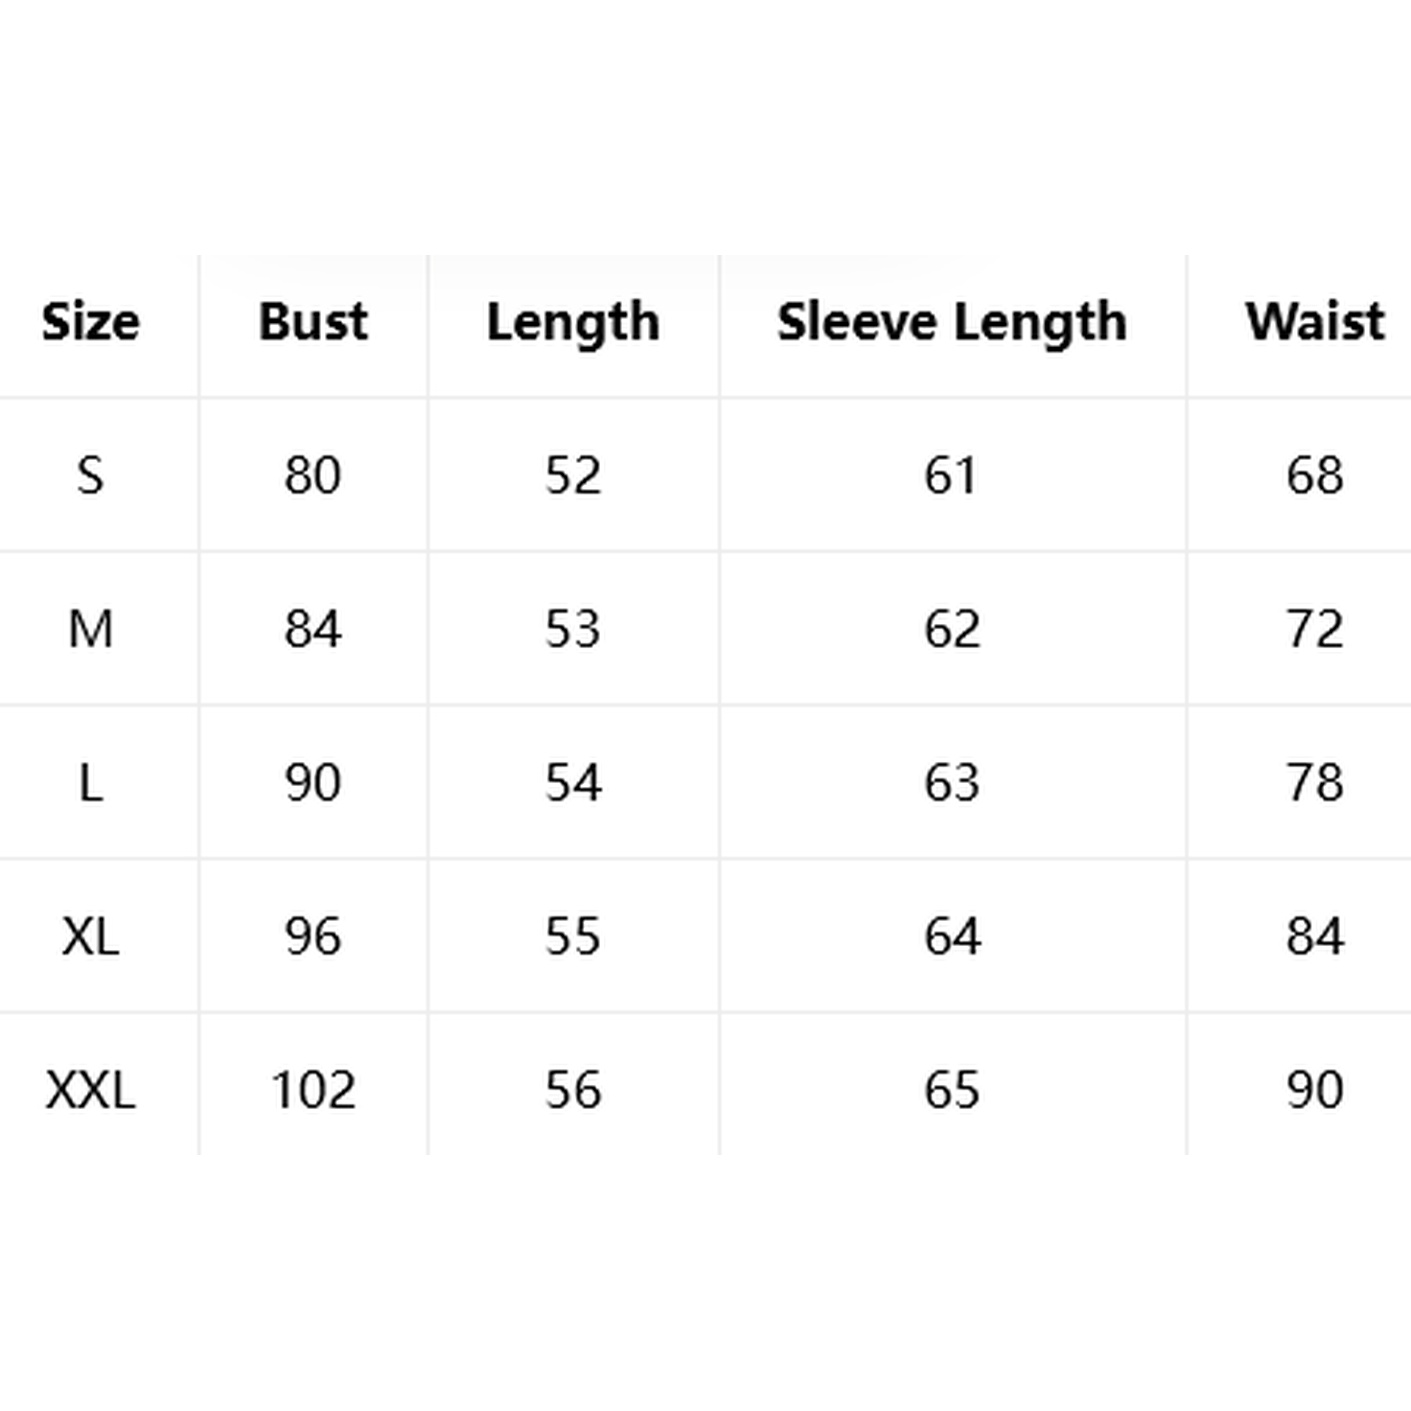 Size Bust Length Sleeve Length Waist
S 80 52 61 68
M 84 53 62 72
L 90 54 63 78
XL 96 55 64 84
XXL 102 56 65 90